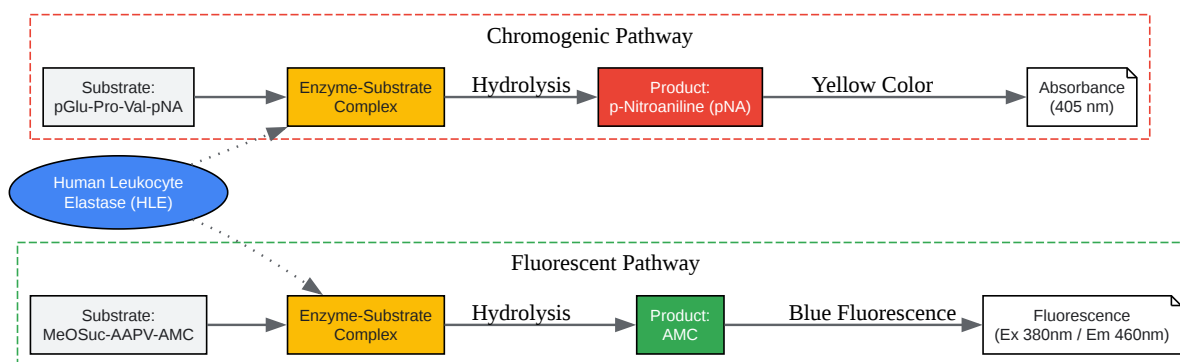 Chromogenic Pathway
Substrate:
pGlu-Pro-Val-pNA
Enzyme-Substrate
Complex
Hydrolysis
Product:
p-Nitroaniline (pNA)
Yellow Color
Absorbance
(405 nm)
Human Leukocyte
Elastase (HLE)
Fluorescent Pathway
Substrate:
MeOSuc-AAPV-AMC
Enzyme-Substrate
Complex
Hydrolysis
Product:
AMC
Blue Fluorescence
Fluorescence
(Ex 380nm / Em 460nm)